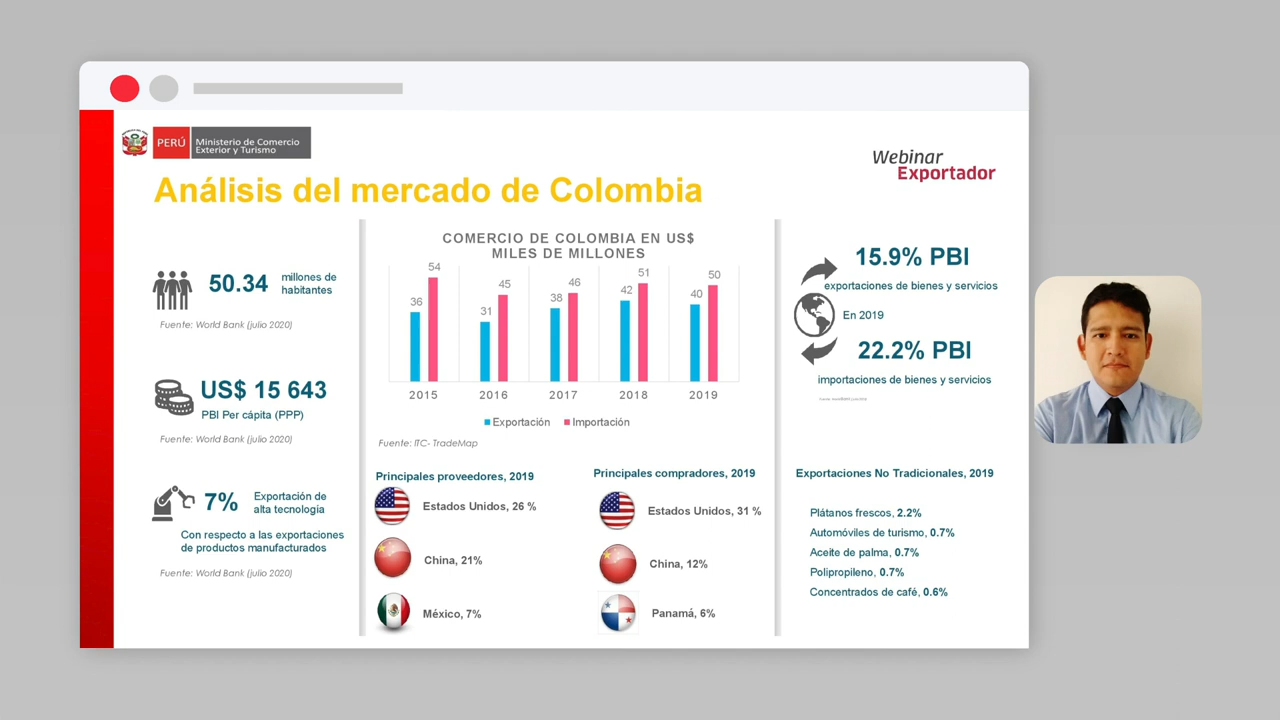 PERÚ
Ministerio de Comercio
Exterior y Turismo
Webinar
Exportador
Análisis del mercado de Colombia
50.34
millones de
habitantes
Fuente: World Bank (julio 2020)
US$ 15 643
PBI Per cápita (PPP)
Fuente: World Bank (julio 2020)
7%
Exportación de
alta tecnología
Con respecto a las exportaciones
de productos manufacturados
Fuente: World Bank (julio 2020)
COMERCIO DE COLOMBIA EN US$
MILES DE MILLONES
36 54 31 45 38 46 42 51 40 50
2015 2016 2017 2018 2019
Exportación Importación
Fuente: ITC- TradeMap
Principales proveedores, 2019
Estados Unidos, 26 %
China, 21%
México, 7%
Principales compradores, 2019
Estados Unidos, 31 %
China, 12%
Panamá, 6%
15.9% PBI
exportaciones de bienes y servicios
En 2019
22.2% PBI
importaciones de bienes y servicios
Exportaciones No Tradicionales, 2019
Plátanos frescos, 2.2%
Automóviles de turismo, 0.7%
Aceite de palma, 0.7%
Polipropileno, 0.7%
Concentrados de café, 0.6%